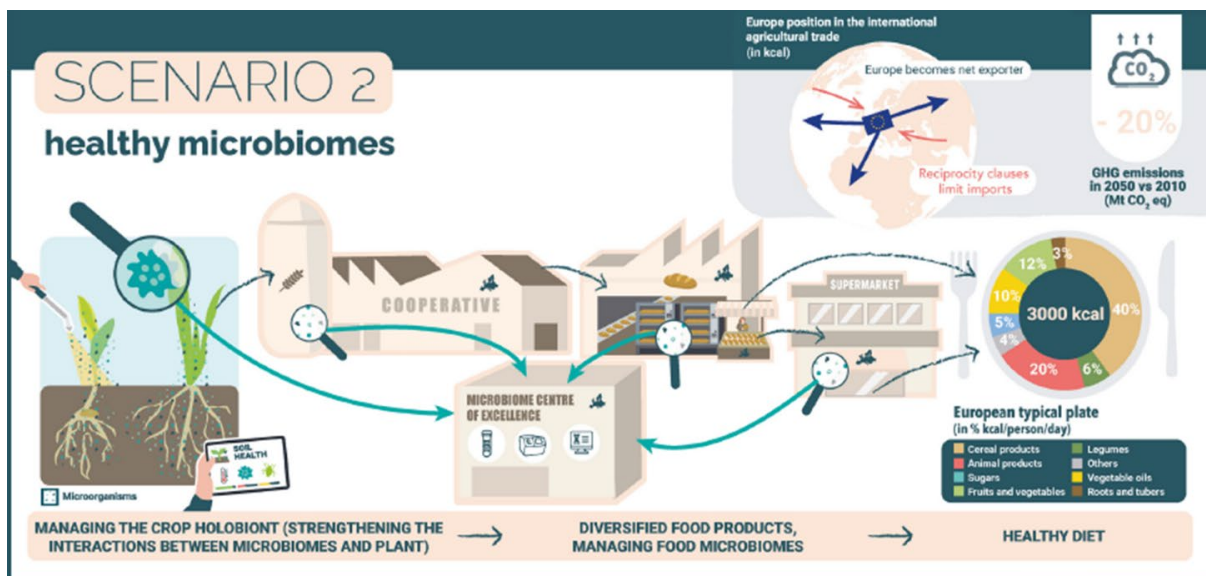 SCENARIO 2
healthy microbiomes
Europe position in the international
agricultural trade
(in kcal)
Europe becomes net exporter
Reciprocity clauses
limit imports
CO2
- 20%
GHG emissions
in 2050 vs 2010
(Mt CO2 eq)
COOPERATIVE
SUPERMARKET
MICROBIOME CENTRE
OF EXCELLENCE
SOIL
HEALTH
Microorganisms
3%
12%
10%
5%
4%
20%
6%
40%
3000 kcal
European typical plate
(in % kcal/person/day)
Cereal products
Legumes
Animal products
Others
Sugars
Vegetable oils
Fruits and vegetables
Roots and tubers
MANAGING THE CROP HOLOBIONT (STRENGTHENING THE
INTERACTIONS BETWEEN MICROBIOMES AND PLANT)
DIVERSIFIED FOOD PRODUCTS,
MANAGING FOOD MICROBIOMES
HEALTHY DIET